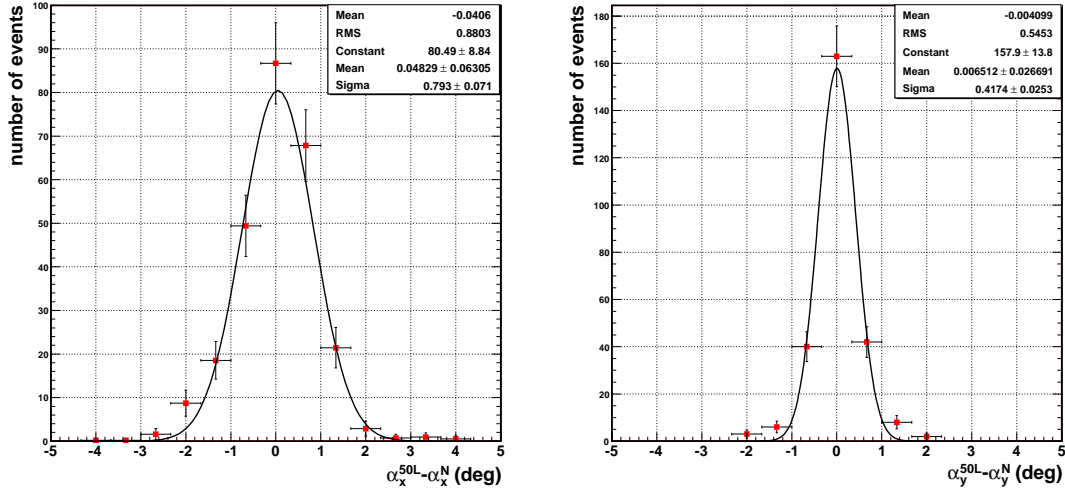 Mean -0.0406
RMS 0.8803
Constant 80.49 ± 8.84
Mean 0.04829 ± 0.06305
Sigma 0.793 ± 0.071
number of events
100
90
80
70
60
50
40
30
20
10
0
-5 -4 -3 -2 -1 0 1 2 3 4 5
α_x^50L-α_x^N (deg)
Mean -0.004099
RMS 0.5453
Constant 157.9 ± 13.8
Mean 0.006512 ± 0.026691
Sigma 0.4174 ± 0.0253
number of events
180
160
140
120
100
80
60
40
20
0
-5 -4 -3 -2 -1 0 1 2 3 4 5
α_y^50L-α_y^N (deg)